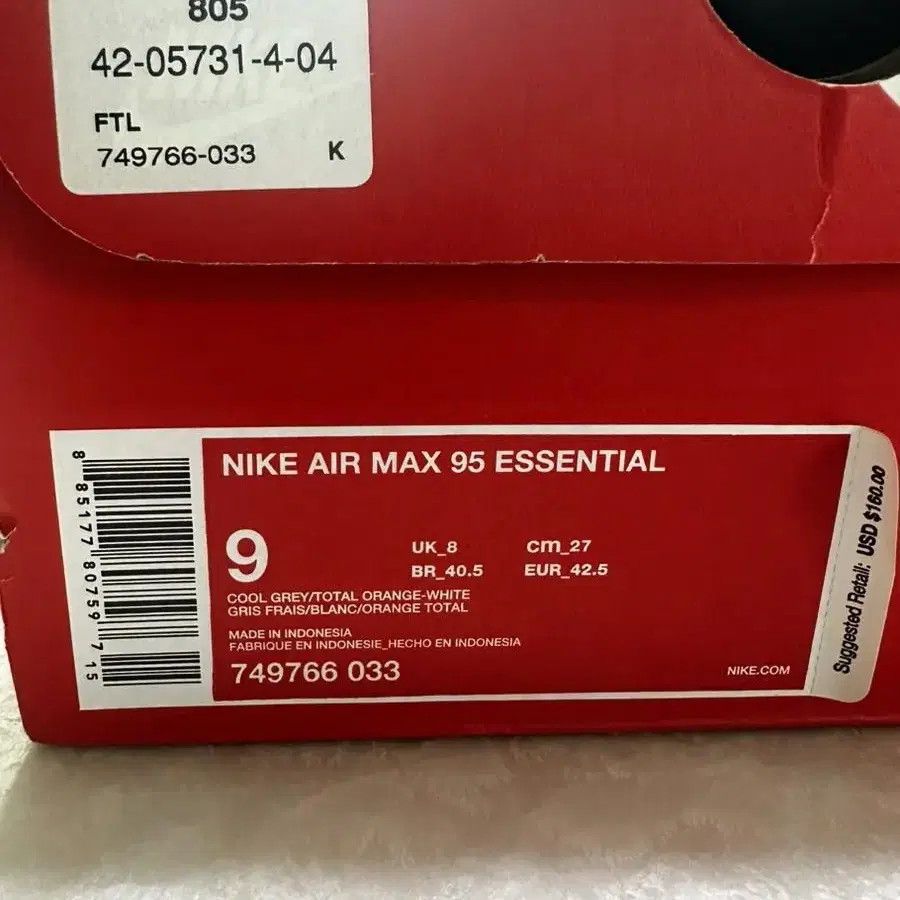 805
42-05731-4-04
FTL
749766-033 K
NIKE AIR MAX 95 ESSENTIAL
9
UK_8 cm_27
BR_40.5 EUR_42.5
COOL GREY/TOTAL ORANGE-WHITE
GRIS FRAIS/BLANC/ORANGE TOTAL
MADE IN INDONESIA
FABRIQUE EN INDONESIE_HECHO EN INDONESIA
749766 033
NIKE.COM
8 85177 80759 7 15
Suggested Retail: USD $160.00